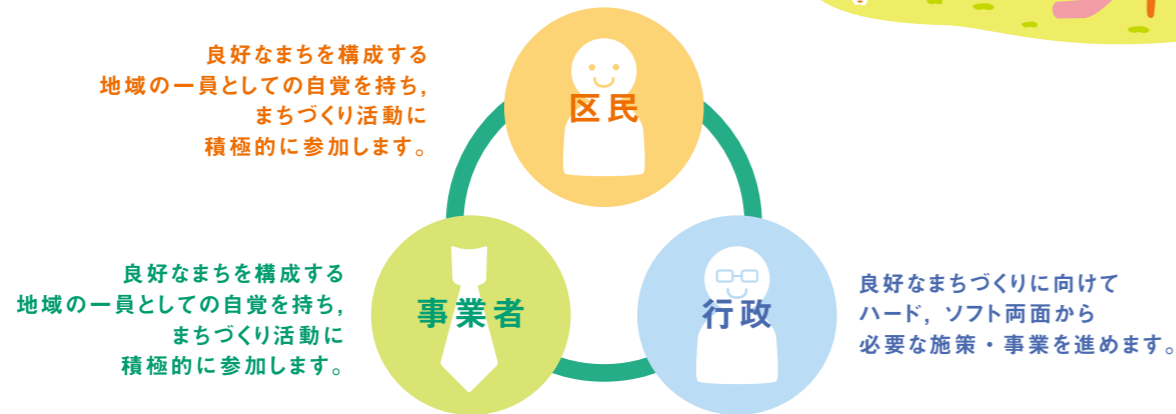 良好なまちを構成する
地域の一員としての自覚を持ち，
まちづくり活動に
積極的に参加します。
区民
良好なまちを構成する
地域の一員としての自覚を持ち，
まちづくり活動に
積極的に参加します。
事業者
行政
良好なまちづくりに向けて
ハード，ソフト両面から
必要な施策・事業を進めます。